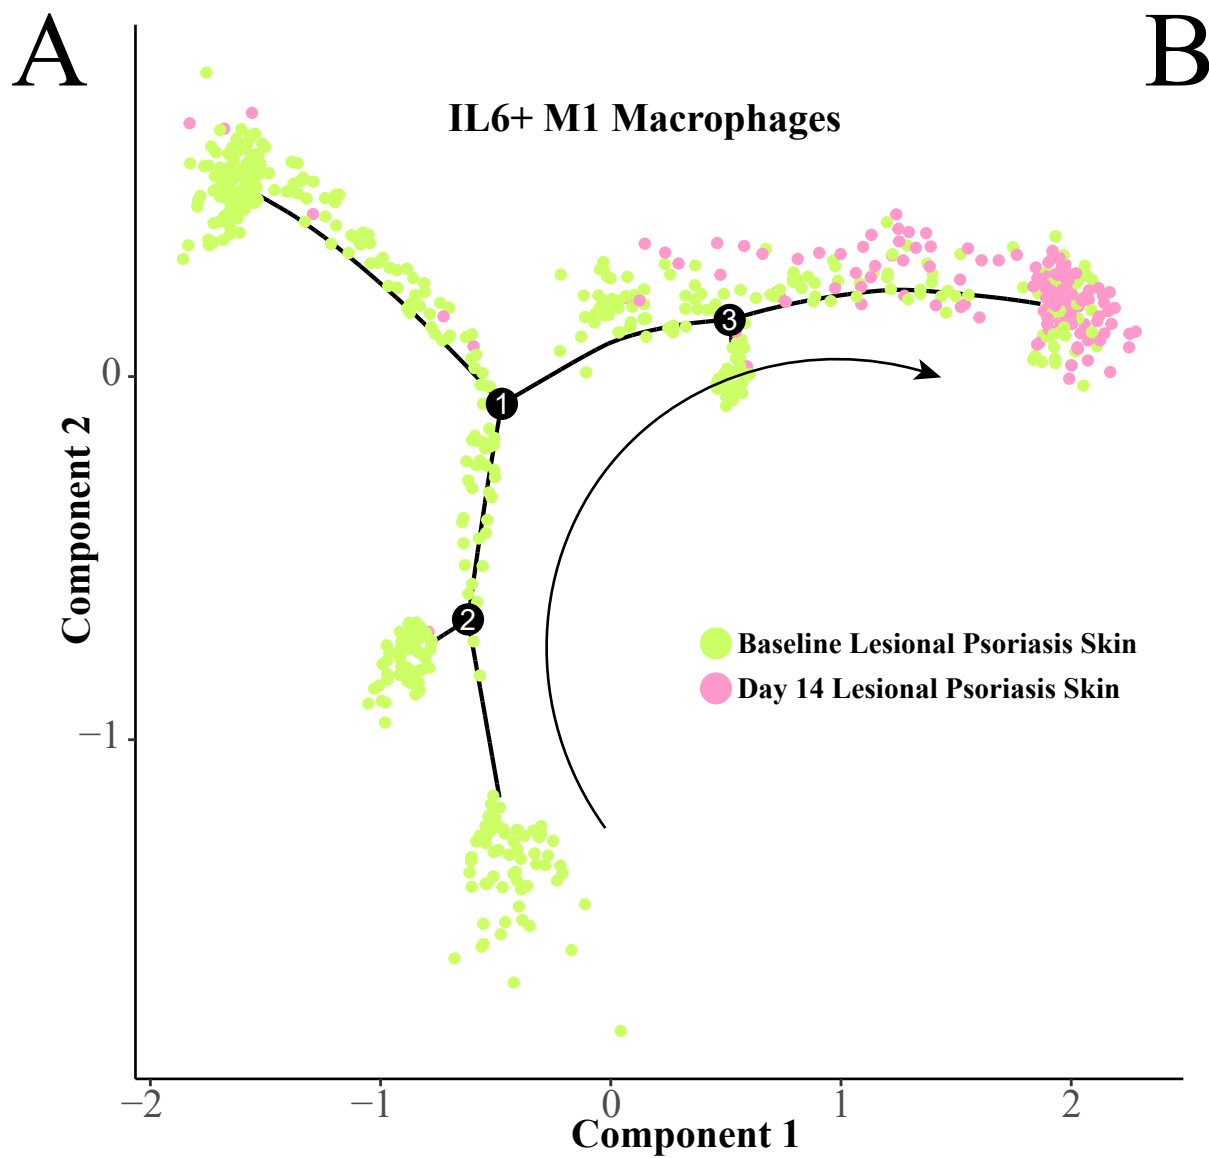 A
B
IL6+ M1 Macrophages
3
0
1
Component 2
2
Baseline Lesional Psoriasis Skin
Day 14 Lesional Psoriasis Skin
−1
−2
−1
0
1
2
Component 1